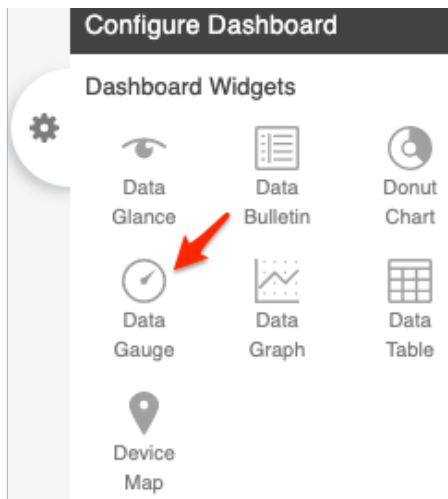 Configure Dashboard
Dashboard Widgets
Data
Glance
Data
Bulletin
Donut
Chart
Data
Gauge
Data
Graph
Data
Table
Device
Map